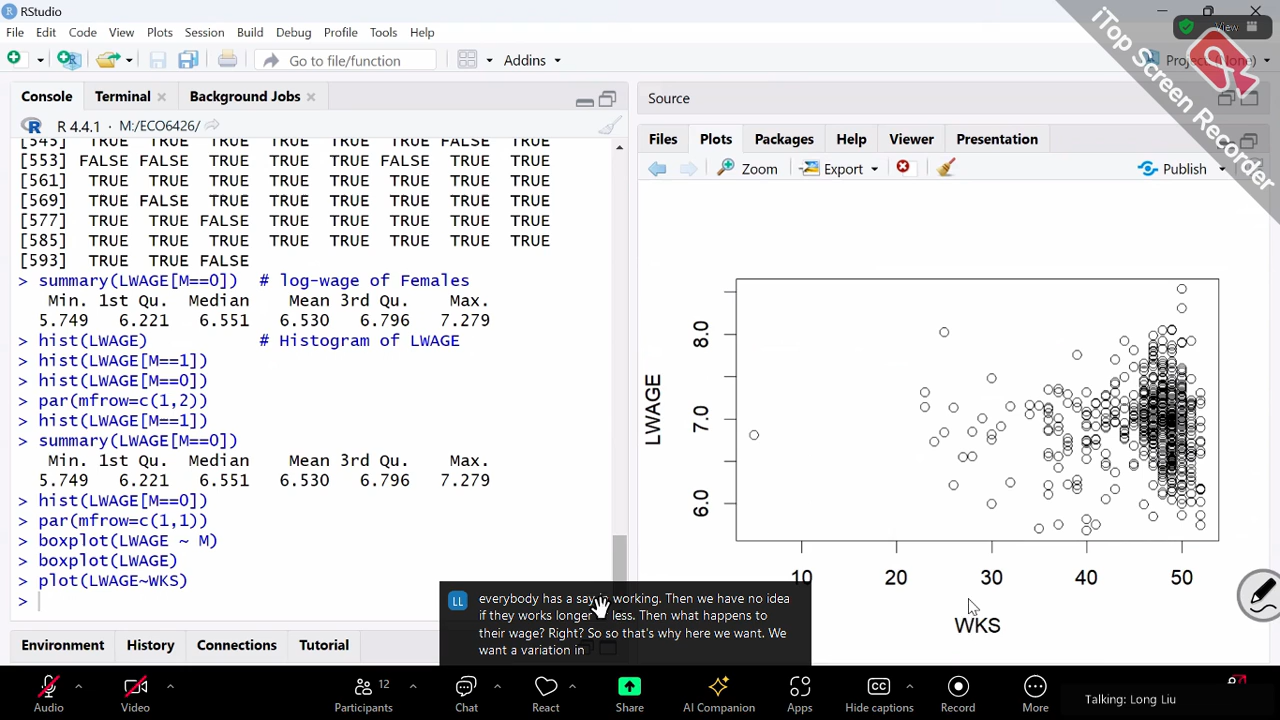 RStudio
File Edit Code View Plots Session Build Debug Profile Tools Help
Go to file/function Addins
Console Terminal Background Jobs
R 4.4.1 · M:/ECO6426/
[545] TRUE TRUE TRUE TRUE TRUE FALSE TRUE
[553] FALSE FALSE TRUE TRUE FALSE TRUE TRUE
[561] TRUE TRUE TRUE TRUE TRUE TRUE TRUE
[569] TRUE FALSE TRUE TRUE TRUE TRUE TRUE
[577] TRUE TRUE FALSE TRUE TRUE TRUE TRUE
[585] TRUE TRUE TRUE TRUE TRUE TRUE TRUE
[593] TRUE TRUE FALSE
> summary(LWAGE[M==0]) # log-wage of Females
Min. 1st Qu. Median Mean 3rd Qu. Max.
5.749 6.221 6.551 6.530 6.796 7.279
> hist(LWAGE) # Histogram of LWAGE
> hist(LWAGE[M==1])
> hist(LWAGE[M==0])
> par(mfrow=c(1,2))
> hist(LWAGE[M==1])
> summary(LWAGE[M==0])
Min. 1st Qu. Median Mean 3rd Qu. Max.
5.749 6.221 6.551 6.530 6.796 7.279
> hist(LWAGE[M==0])
> par(mfrow=c(1,1))
> boxplot(LWAGE ~ M)
> boxplot(LWAGE)
> plot(LWAGE~WKS)
>
Environment History Connections Tutorial
View
iTop Screen Recorder
Source
Files Plots Packages Help Viewer Presentation
Zoom Export Publish
LWAGE
8.0
7.0
6.0
10 20 30 40 50
WKS
LL
everybody has a say in working. Then we have no idea
if they works longer less. Then what happens to
their wage? Right? So so that's why here we want. We
want a variation in
12
Audio Video Participants Chat React Share AI Companion Apps Hide captions Record More
Talking: Long Liu